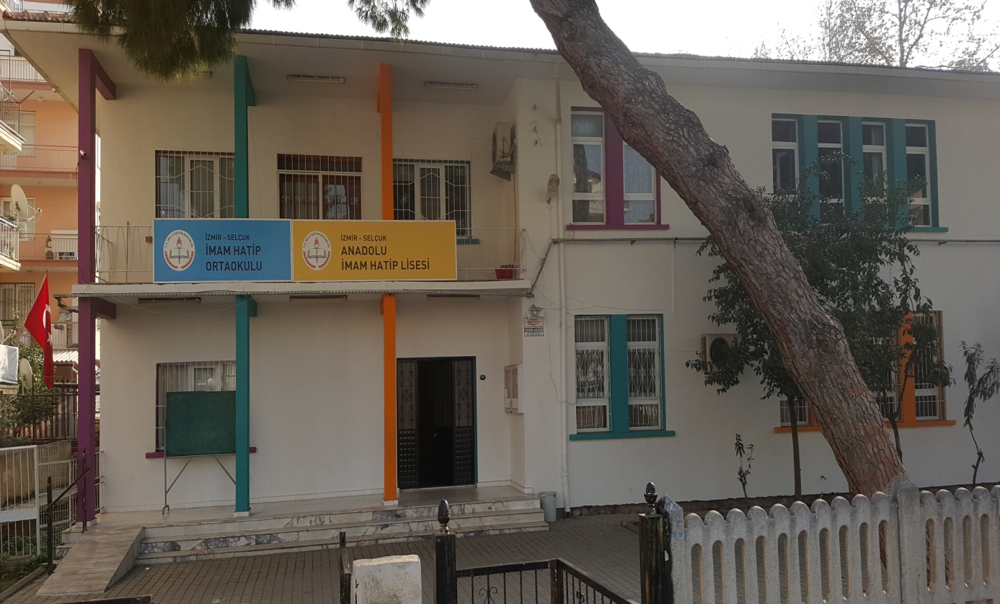 İZMİR - SELÇUK
İMAM HATİP
ORTAOKULU
İZMİR - SELÇUK
ANADOLU
İMAM HATİP LİSESİ